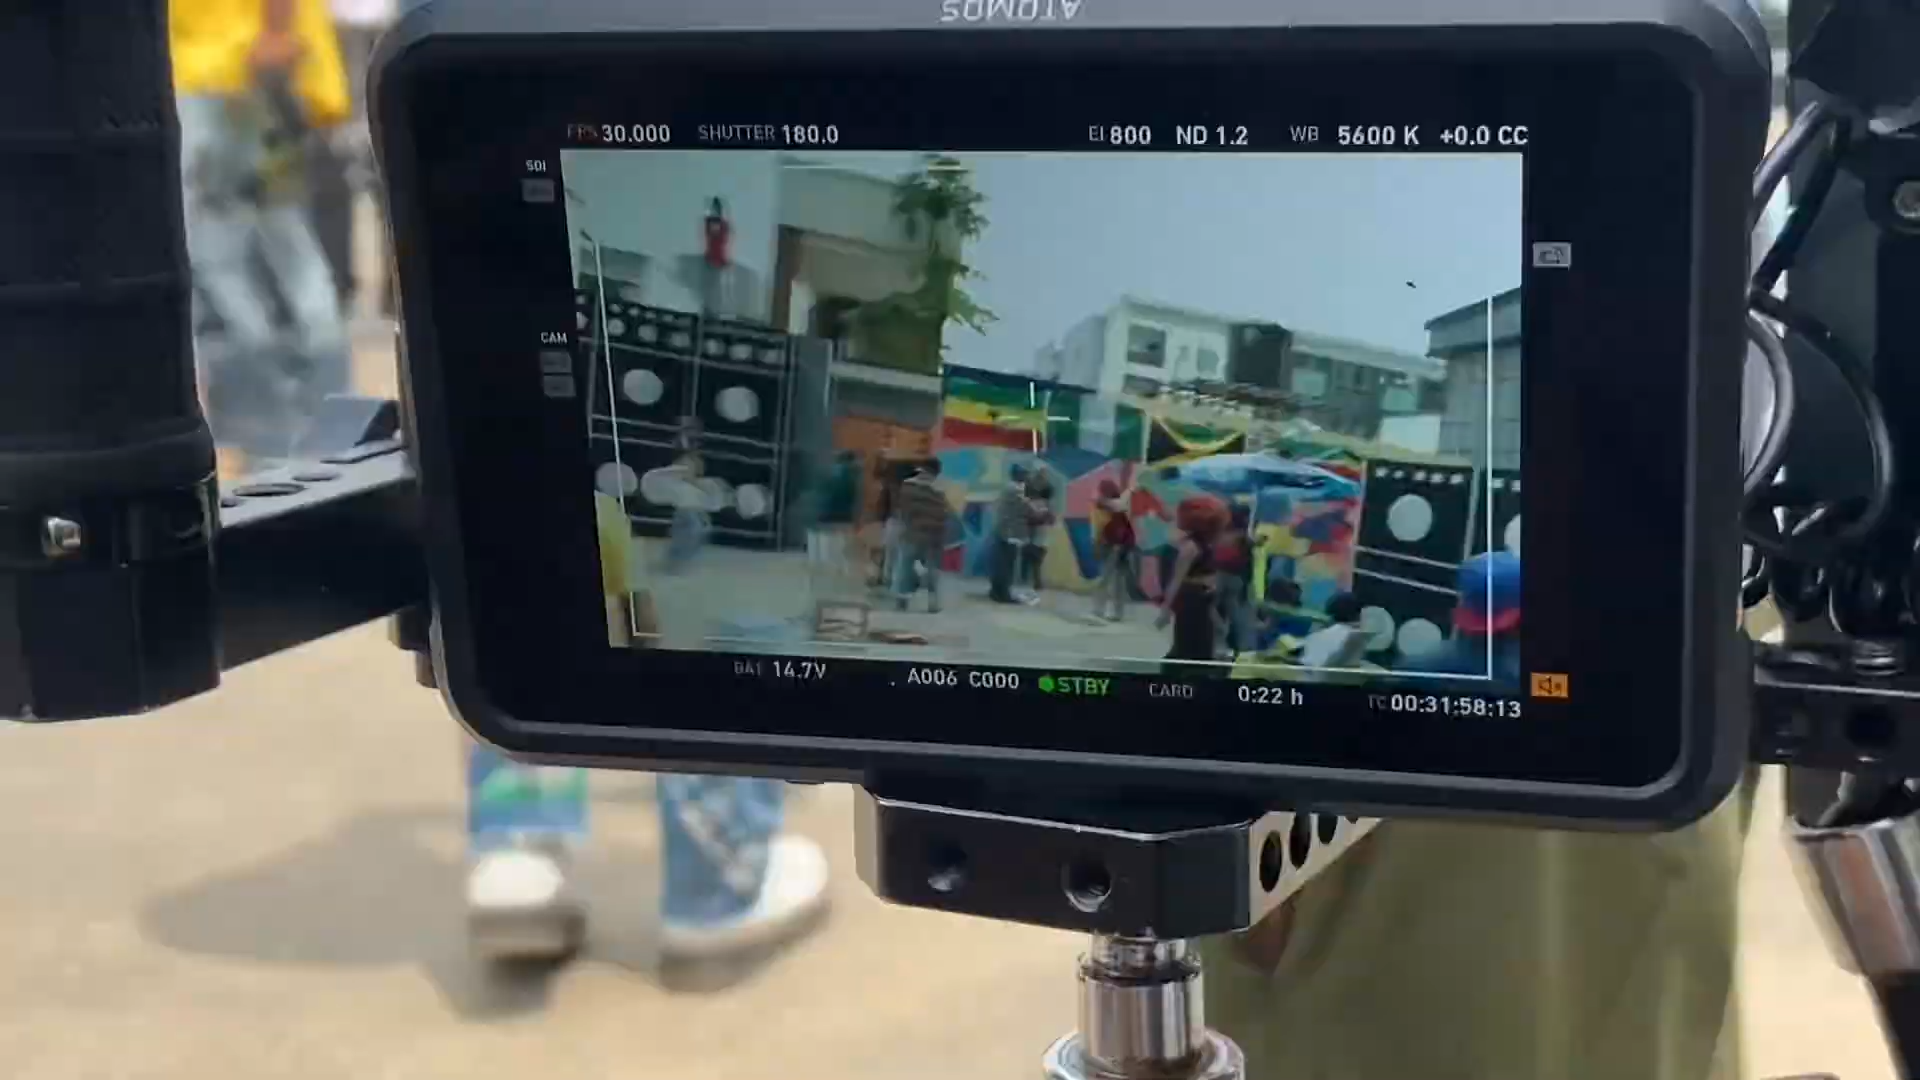 ATOMOS
FPS 30.000 SHUTTER 180.0 EI 800 ND 1.2 WB 5600 K +0.0 CC
SDI
CAM
BAT 14.7V A006 C000 STBY CARD 0:22 h TC 00:31:58:13